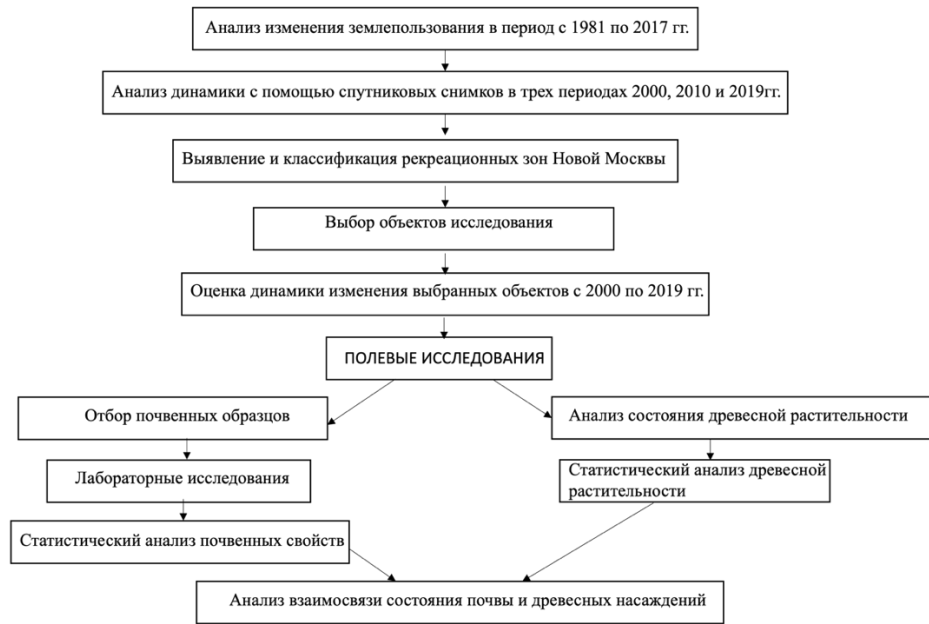 Анализ изменения землепользования в период с 1981 по 2017 гг.
Анализ динамики с помощью спутниковых снимков в трех периодах 2000, 2010 и 2019гг.
Выявление и классификация рекреационных зон Новой Москвы
Выбор объектов исследования
Оценка динамики изменения выбранных объектов с 2000 по 2019 гг.
ПОЛЕВЫЕ ИССЛЕДОВАНИЯ
Отбор почвенных образцов
Анализ состояния древесной растительности
Лабораторные исследования
Статистический анализ древесной
растительности
Статистический анализ почвенных свойств
Анализ взаимосвязи состояния почвы и древесных насаждений